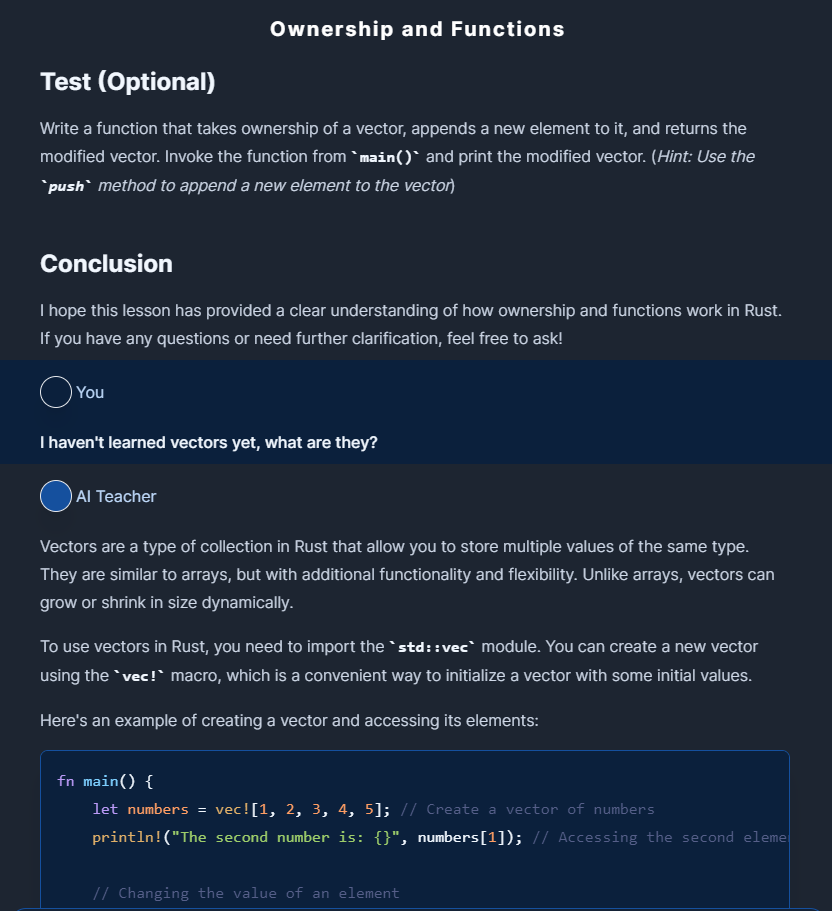 Ownership and Functions
Test (Optional)
Write a function that takes ownership of a vector, appends a new element to it, and returns the
modified vector. Invoke the function from `main()` and print the modified vector. (Hint: Use the
`push` method to append a new element to the vector)
Conclusion
I hope this lesson has provided a clear understanding of how ownership and functions work in Rust.
If you have any questions or need further clarification, feel free to ask!
You
I haven't learned vectors yet, what are they?
AI Teacher
Vectors are a type of collection in Rust that allow you to store multiple values of the same type.
They are similar to arrays, but with additional functionality and flexibility. Unlike arrays, vectors can
grow or shrink in size dynamically.
To use vectors in Rust, you need to import the `std::vec` module. You can create a new vector
using the `vec!` macro, which is a convenient way to initialize a vector with some initial values.
Here's an example of creating a vector and accessing its elements:
fn main() {
    let numbers = vec![1, 2, 3, 4, 5]; // Create a vector of numbers
    println!("The second number is: {}", numbers[1]); // Accessing the second eleme
    // Changing the value of an element